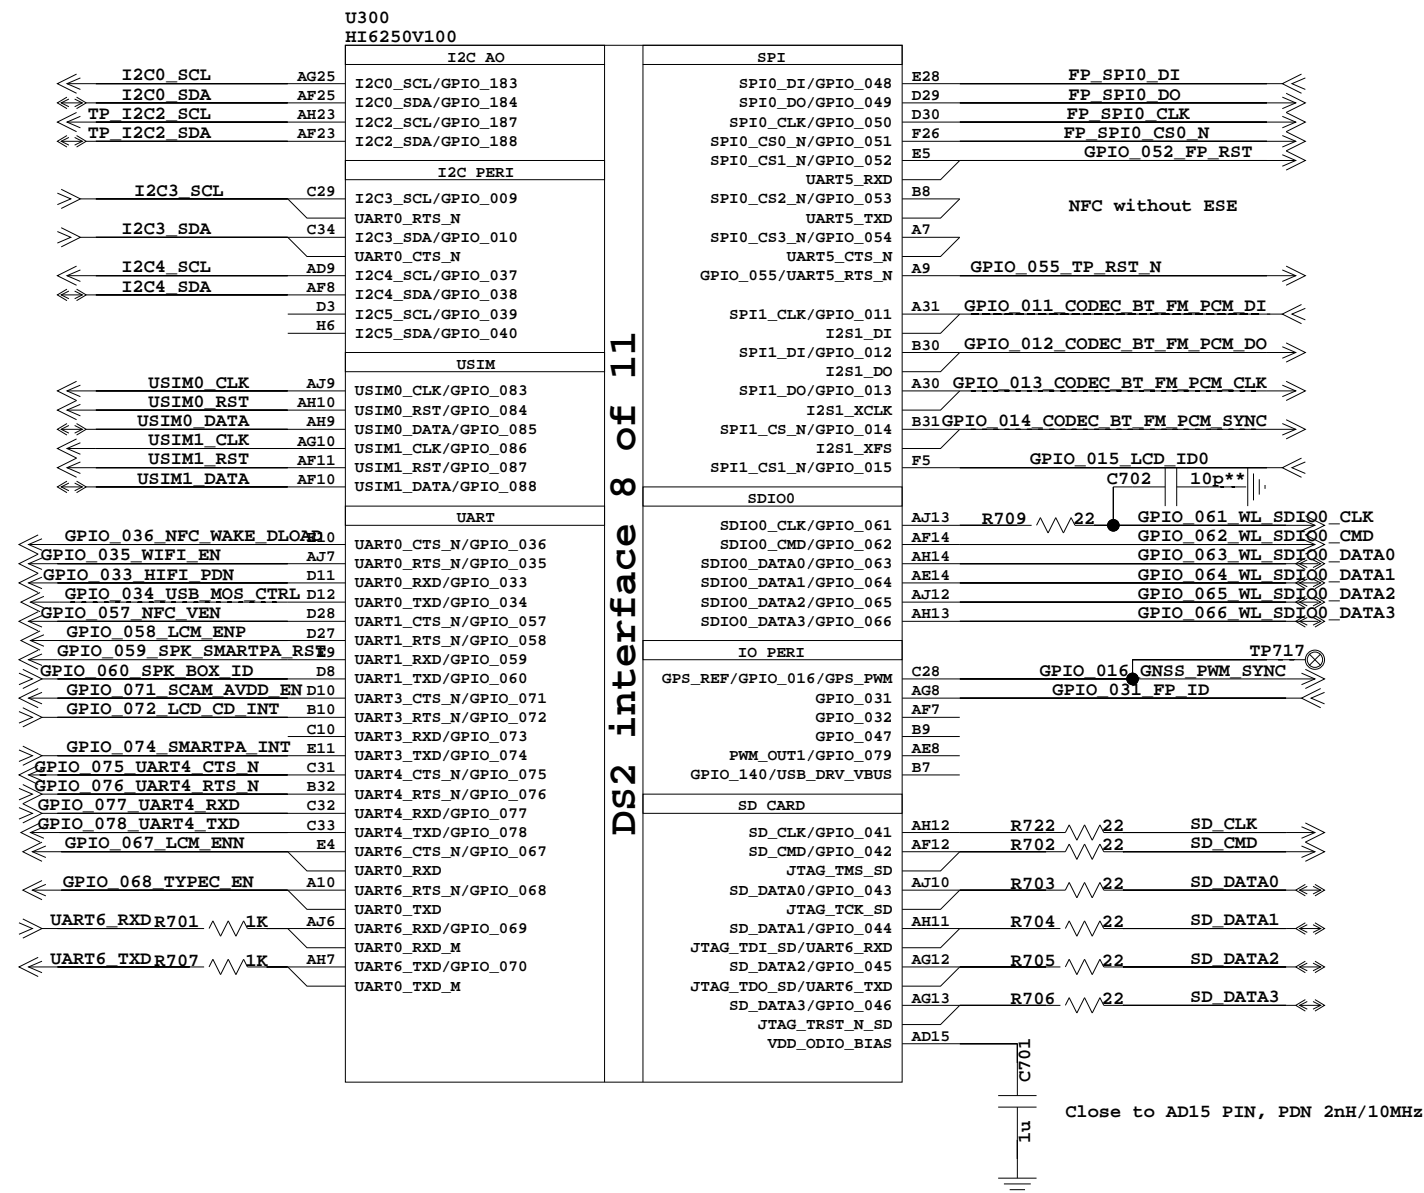 U300
HI6250V100
I2C AO
I2C0_SCL AG25 I2C0_SCL/GPIO_183
I2C0_SDA AF25 I2C0_SDA/GPIO_184
TP_I2C2_SCL AH23 I2C2_SCL/GPIO_187
TP_I2C2_SDA AF23 I2C2_SDA/GPIO_188
I2C PERI
I2C3_SCL C29 I2C3_SCL/GPIO_009
UART0_RTS_N
I2C3_SDA C34 I2C3_SDA/GPIO_010
UART0_CTS_N
I2C4_SCL AD9 I2C4_SCL/GPIO_037
I2C4_SDA AF8 I2C4_SDA/GPIO_038
D3 I2C5_SCL/GPIO_039
H6 I2C5_SDA/GPIO_040
USIM
USIM0_CLK AJ9 USIM0_CLK/GPIO_083
USIM0_RST AH10 USIM0_RST/GPIO_084
USIM0_DATA AH9 USIM0_DATA/GPIO_085
USIM1_CLK AG10 USIM1_CLK/GPIO_086
USIM1_RST AF11 USIM1_RST/GPIO_087
USIM1_DATA AF10 USIM1_DATA/GPIO_088
UART
GPIO_036_NFC_WAKE_DLOAD UART0_CTS_N/GPIO_036
GPIO_035_WIFI_EN AJ7 UART0_RTS_N/GPIO_035
GPIO_033_HIFI_PDN D11 UART0_RXD/GPIO_033
GPIO_034_USB_MOS_CTRL D12 UART0_TXD/GPIO_034
GPIO_057_NFC_VEN D28 UART1_CTS_N/GPIO_057
GPIO_058_LCM_ENP D27 UART1_RTS_N/GPIO_058
GPIO_059_SPK_SMARTPA_RST UART1_RXD/GPIO_059
GPIO_060_SPK_BOX_ID D8 UART1_TXD/GPIO_060
GPIO_071_SCAM_AVDD_EN D10 UART3_CTS_N/GPIO_071
GPIO_072_LCD_CD_INT B10 UART3_RTS_N/GPIO_072
C10 UART3_RXD/GPIO_073
GPIO_074_SMARTPA_INT E11 UART3_TXD/GPIO_074
GPIO_075_UART4_CTS_N C31 UART4_CTS_N/GPIO_075
GPIO_076_UART4_RTS_N B32 UART4_RTS_N/GPIO_076
GPIO_077_UART4_RXD C32 UART4_RXD/GPIO_077
GPIO_078_UART4_TXD C33 UART4_TXD/GPIO_078
GPIO_067_LCM_ENN E4 UART6_CTS_N/GPIO_067
UART0_RXD
GPIO_068_TYPEC_EN A10 UART6_RTS_N/GPIO_068
UART0_TXD
UART6_RXD R701 1K AJ6 UART6_RXD/GPIO_069
UART0_RXD_M
UART6_TXD R707 1K AH7 UART6_TXD/GPIO_070
UART0_TXD_M
DS2 interface 8 of 11
SPI
SPI0_DI/GPIO_048 E28 FP_SPI0_DI
SPI0_DO/GPIO_049 D29 FP_SPI0_DO
SPI0_CLK/GPIO_050 D30 FP_SPI0_CLK
SPI0_CS0_N/GPIO_051 F26 FP_SPI0_CS0_N
SPI0_CS1_N/GPIO_052 E5 GPIO_052_FP_RST
UART5_RXD
SPI0_CS2_N/GPIO_053 B8
NFC without ESE
UART5_TXD
SPI0_CS3_N/GPIO_054 A7
UART5_CTS_N
GPIO_055/UART5_RTS_N A9 GPIO_055_TP_RST_N
SPI1_CLK/GPIO_011 A31 GPIO_011_CODEC_BT_FM_PCM_DI
I2S1_DI
SPI1_DI/GPIO_012 B30 GPIO_012_CODEC_BT_FM_PCM_DO
I2S1_DO
SPI1_DO/GPIO_013 A30 GPIO_013_CODEC_BT_FM_PCM_CLK
I2S1_XCLK
SPI1_CS_N/GPIO_014 B31 GPIO_014_CODEC_BT_FM_PCM_SYNC
I2S1_XFS
SPI1_CS1_N/GPIO_015 F5 GPIO_015_LCD_ID0
C702 10p**
SDIO0
SDIO0_CLK/GPIO_061 AJ13 R709 22 GPIO_061_WL_SDIO0_CLK
SDIO0_CMD/GPIO_062 AF14 GPIO_062_WL_SDIO0_CMD
SDIO0_DATA0/GPIO_063 AH14 GPIO_063_WL_SDIO0_DATA0
SDIO0_DATA1/GPIO_064 AE14 GPIO_064_WL_SDIO0_DATA1
SDIO0_DATA2/GPIO_065 AJ12 GPIO_065_WL_SDIO0_DATA2
SDIO0_DATA3/GPIO_066 AH13 GPIO_066_WL_SDIO0_DATA3
IO PERI
TP717
GPS_REF/GPIO_016/GPS_PWM C28 GPIO_016_GNSS_PWM_SYNC
GPIO_031 AG8 GPIO_031_FP_ID
GPIO_032 AF7
GPIO_047 B9
PWM_OUT1/GPIO_079 AE8
GPIO_140/USB_DRV_VBUS B7
SD CARD
SD_CLK/GPIO_041 AH12 R722 22 SD_CLK
SD_CMD/GPIO_042 AF12 R702 22 SD_CMD
JTAG_TMS_SD
SD_DATA0/GPIO_043 AJ10 R703 22 SD_DATA0
JTAG_TCK_SD
SD_DATA1/GPIO_044 AH11 R704 22 SD_DATA1
JTAG_TDI_SD/UART6_RXD
SD_DATA2/GPIO_045 AG12 R705 22 SD_DATA2
JTAG_TDO_SD/UART6_TXD
SD_DATA3/GPIO_046 AG13 R706 22 SD_DATA3
JTAG_TRST_N_SD
VDD_ODIO_BIAS AD15
C701
1u
Close to AD15 PIN, PDN 2nH/10MHz